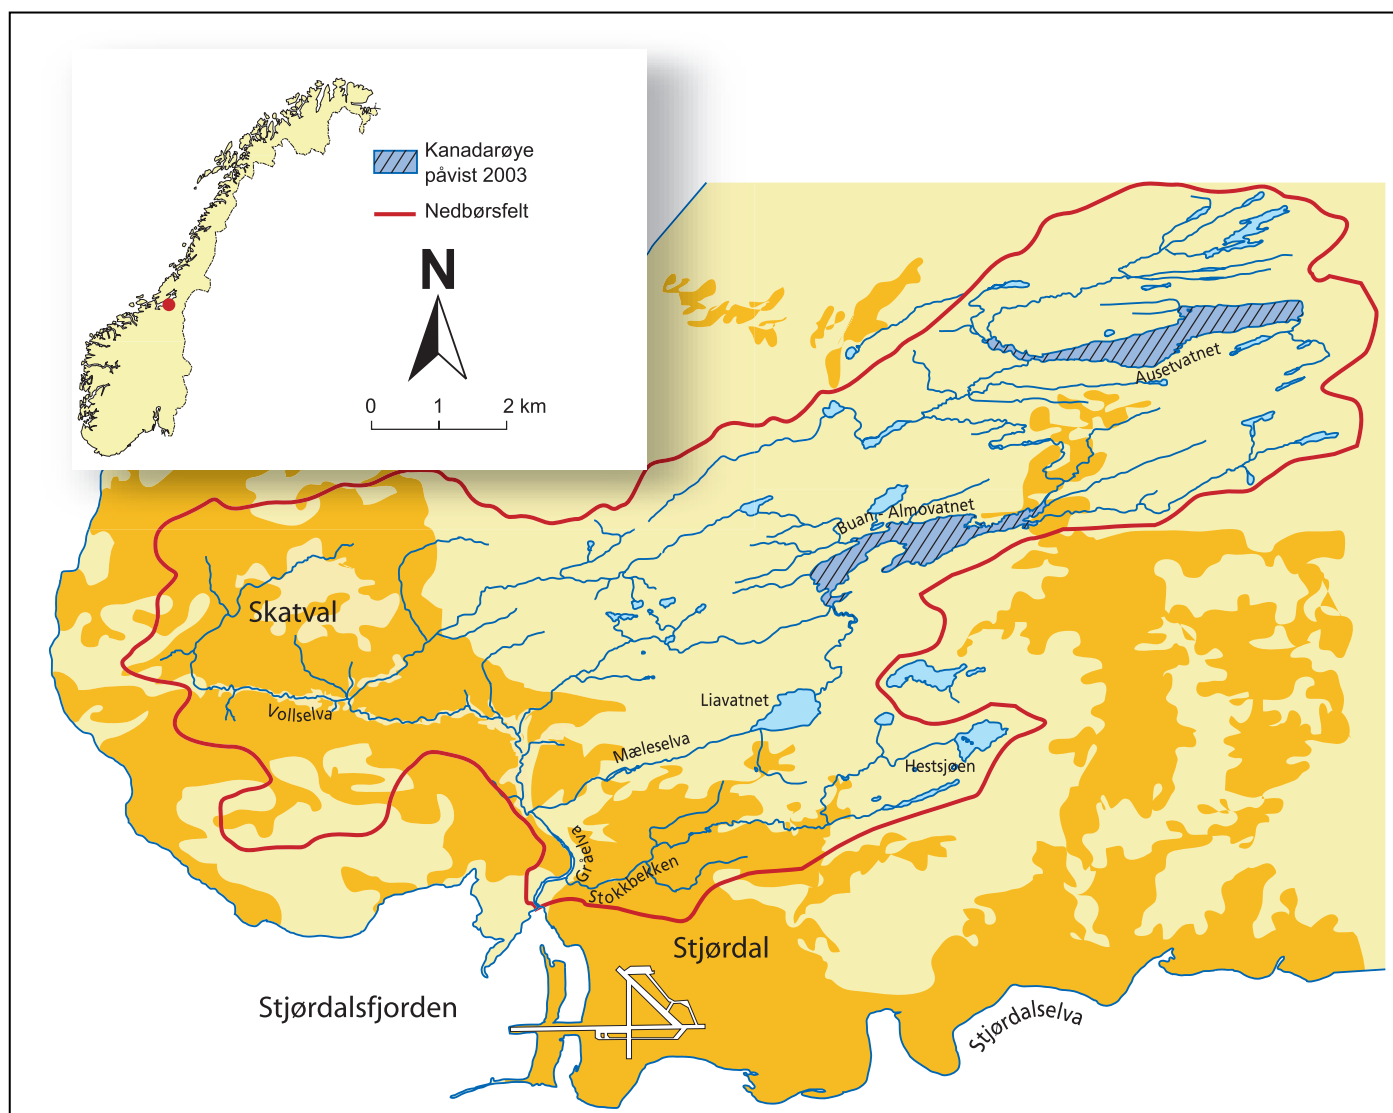 Kanadarøye
påvist 2003
Nedbørsfelt
N
0 1 2 km
Ausetvatnet
Buan - Almovatnet
Skatval
Liavatnet
Vollselva
Mæleselva
Hestsjøen
Gråelva
Stokkbekken
Stjørdal
Stjørdalsfjorden
Stjørdalselva